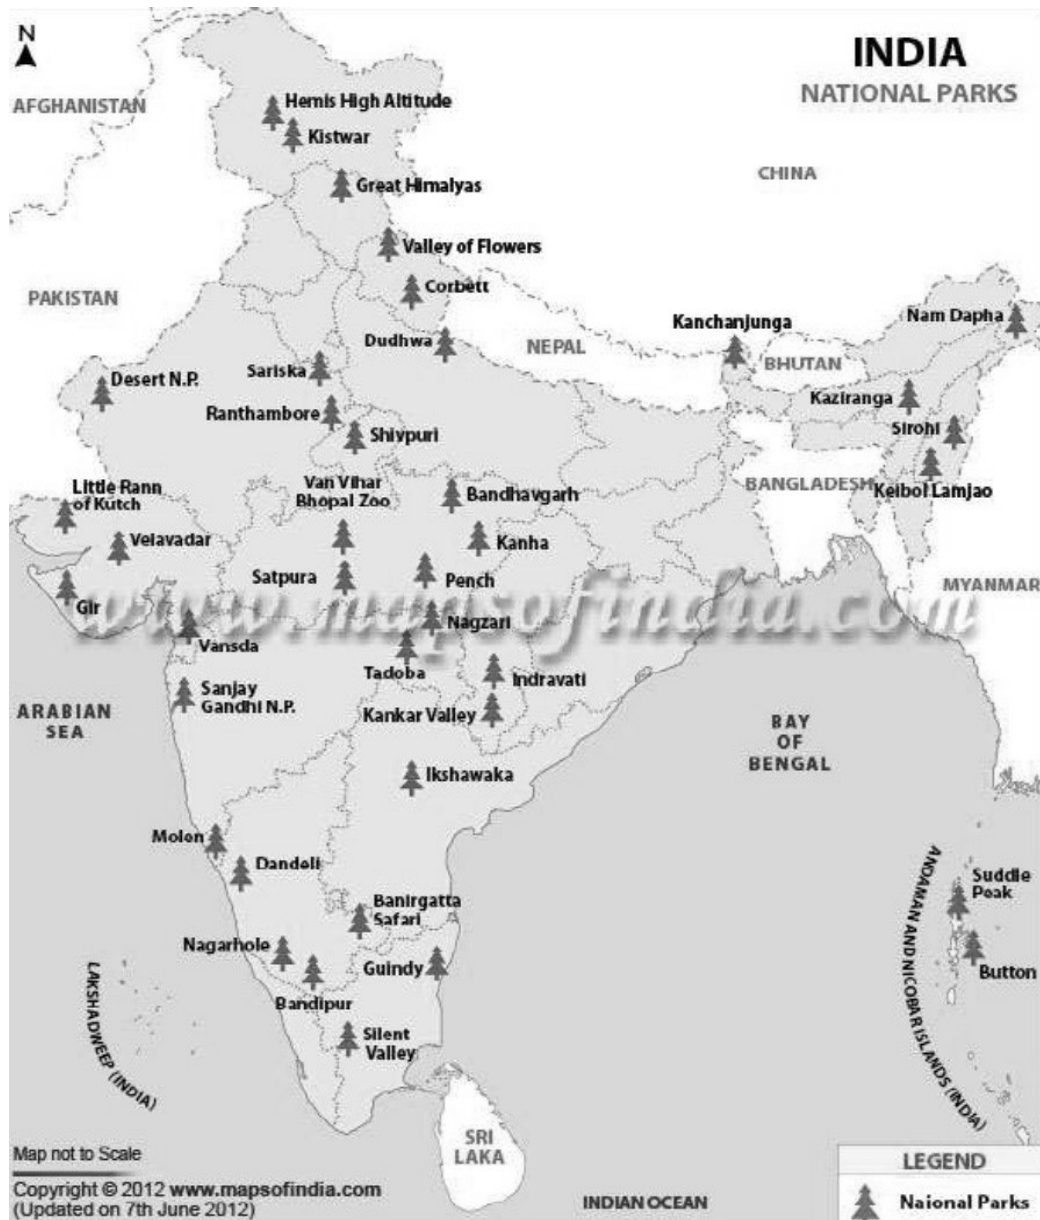 N
INDIA
NATIONAL PARKS
AFGHANISTAN
Hemis High Altitude
Kistwar
CHINA
Great Himalyas
Valley of Flowers
Corbett
PAKISTAN
Nam Dapha
Kanchanjunga
Dudhwa
NEPAL
BHUTAN
Sariska
Desert N.P.
Kaziranga
Ranthambore
Sirohi
Shivpuri
Little Rann
of Kutch
Van Vihar
Bhopal Zoo
Bandhavgarh
BANGLADESH
Keibol Lamjao
Velavadar
Kanha
Satpura
Pench
MYANMAR
Gir
www.mapsofindia.com
Nagzari
Vansda
Tadoba
Indravati
Sanjay
Gandhi N.P.
Kankar Valley
ARABIAN
SEA
BAY
OF
BENGAL
Ikshawaka
Molen
Dandeli
Suddle
Peak
Banirgatta
Safari
ANDAMAN AND NICOBAR ISLANDS (INDIA)
Nagarhole
Guindy
Button
LAKSHADWEEP (INDIA)
Bandipur
Silent
Valley
SRI
LAKA
Map not to Scale
LEGEND
Copyright © 2012 www.mapsofindia.com
(Updated on 7th June 2012)
INDIAN OCEAN
Naional Parks